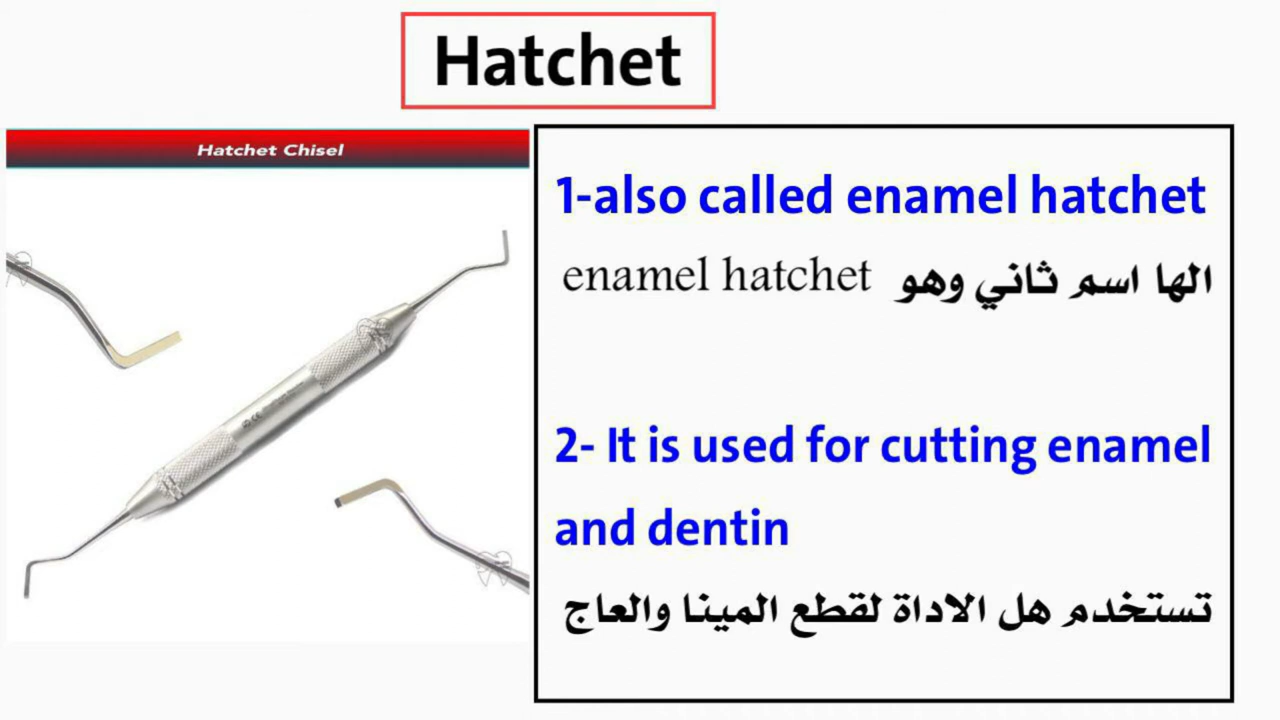 Hatchet
Hatchet Chisel
1-also called enamel hatchet
الها اسم ثاني وهو enamel hatchet
2- It is used for cutting enamel
and dentin
تستخدم هل الاداة لقطع المينا والعاج